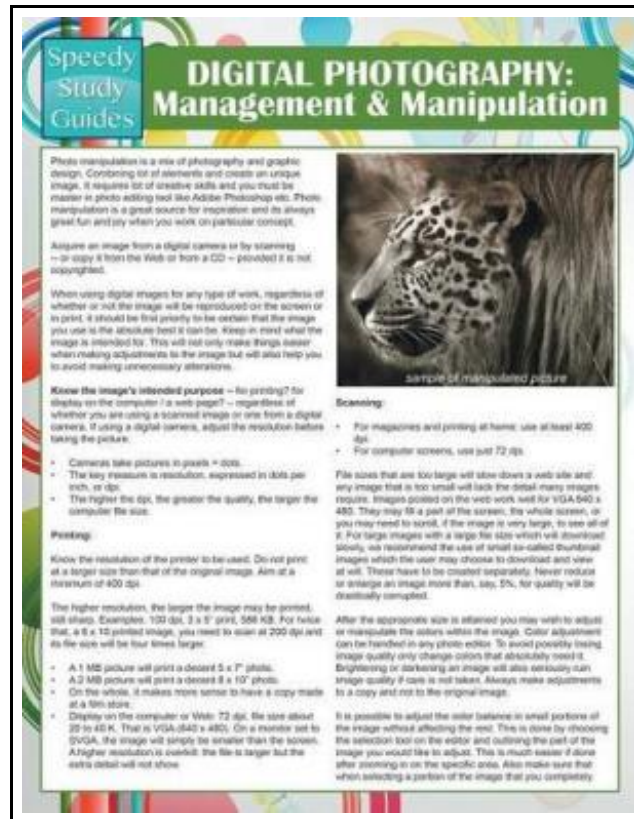 Speedy
Study
Guides
DIGITAL PHOTOGRAPHY:
Management & Manipulation
Photo manipulation is a mix of photography and graphic
design. Combining lot of elements and create an unique
image. It requires lot of creative skills and you must be
master in photo editing tool like Adobe Photoshop etc. Photo
manipulation is a great source for inspiration and its always
great fun and joy when you work on particular concept.
Acquire an image from a digital camera or by scanning
– or copy it from the Web or from a CD – provided it is not
copyrighted.
When using digital images for any type of work, regardless of
whether or not the image will be reproduced on the screen or
in print, it should be first priority to be certain that the image
you use is the absolute best it can be. Keep in mind what the
image is intended for. This will not only make things easier
when making adjustments to the image but will also help you
to avoid making unnecessary alterations.
Know the image's intended purpose – for printing? for
display on the computer / a web page? – regardless of
whether you are using a scanned image or one from a digital
camera. If using a digital camera, adjust the resolution before
taking the picture.
• Cameras take pictures in pixels = dots.
• The key measure is resolution, expressed in dots per
inch, or dpi.
• The higher the dpi, the greater the quality, the larger the
computer file size.
Printing:
Know the resolution of the printer to be used. Do not print
at a larger size than that of the original image. Aim at a
minimum of 400 dpi.
The higher resolution, the larger the image may be printed,
still sharp. Examples: 100 dpi, 3 x 5" print, 586 KB. For twice
that, a 6 x 10 printed image, you need to scan at 200 dpi and
its file size will be four times larger.
• A 1 MB picture will print a decent 5 x 7" photo.
• A 2 MB picture will print a decent 8 x 10" photo.
• On the whole, it makes more sense to have a copy made
at a film store.
• Display on the computer or Web: 72 dpi, file size about
20 to 40 K. That is VGA (640 x 480). On a monitor set to
SVGA, the image will simply be smaller than the screen.
A higher resolution is overkill: the file is larger but the
extra detail will not show.
sample of manipulated picture
Scanning:
• For magazines and printing at home: use at least 400
dpi.
• For computer screens, use just 72 dpi.
File sizes that are too large will slow down a web site and
any image that is too small will lack the detail many images
require. Images posted on the web work well for VGA 640 x
480. They may fill a part of the screen, the whole screen, or
you may need to scroll, if the image is very large, to see all of
it. For large images with a large file size which will download
slowly, we recommend the use of small so-called thumbnail
images which the user may choose to download and view
at will. These have to be created separately. Never reduce
or enlarge an image more than, say, 5%, for quality will be
drastically corrupted.
After the appropriate size is attained you may wish to adjust
or manipulate the colors within the image. Color adjustment
can be handled in any photo editor. To avoid possibly losing
image quality only change colors that absolutely need it.
Brightening or darkening an image will also seriously ruin
image quality if care is not taken. Always make adjustments
to a copy and not to the original image.
It is possible to adjust the color balance in small portions of
the image without affecting the rest. This is done by choosing
the selection tool on the editor and outlining the part of the
image you would like to adjust. This is much easier if done
after zooming in on the specific area. Also make sure that
when selecting a portion of the image that you completely